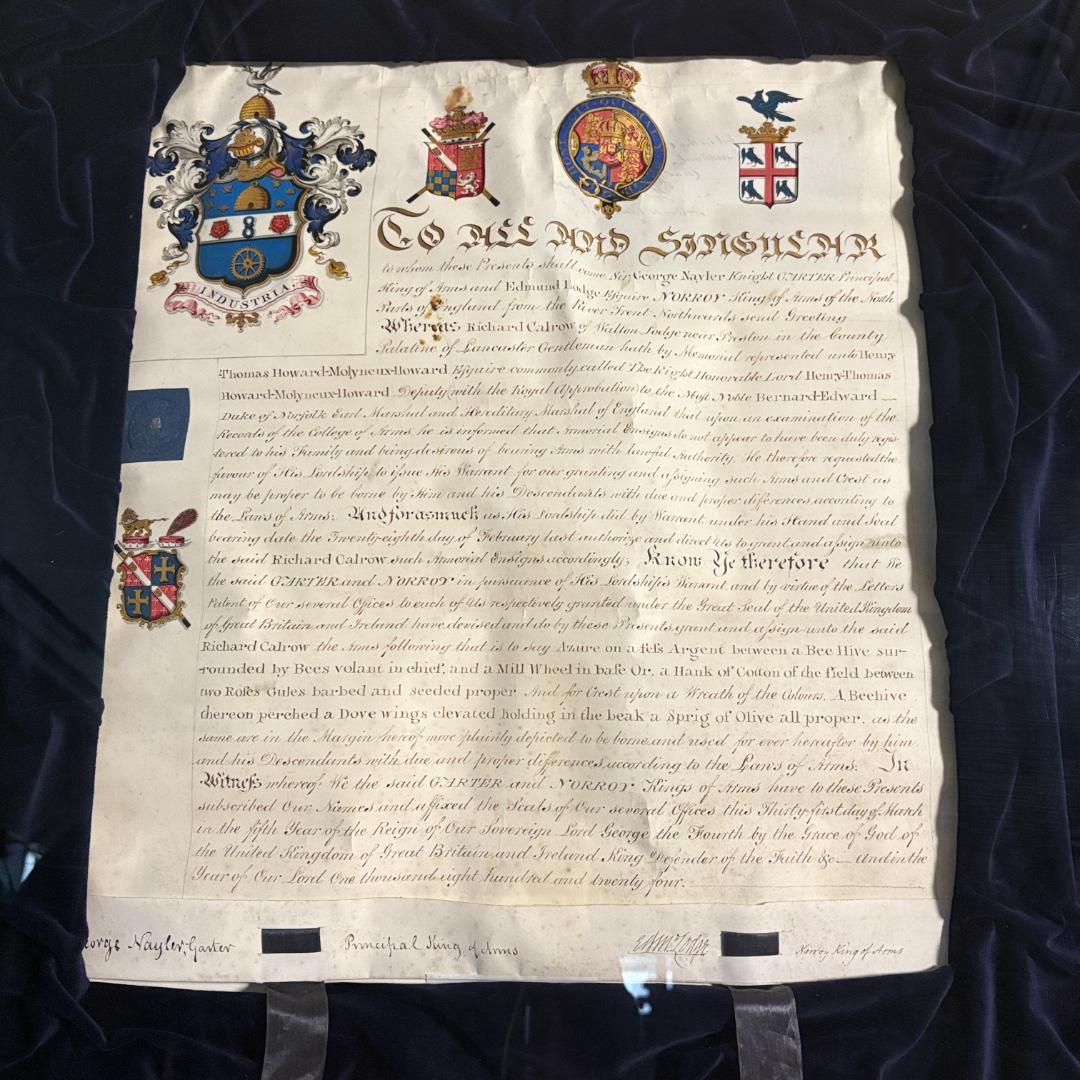 INDUSTRIA.
TO ALL AND SINGULAR
to whom these Presents shall come Sir George Nayler Knight GARTER Principal
King of Arms and Edmund Lodge Esquire NORROY King of Arms of the North
Parts of England from the River Trent Northwards send Greeting
Whereas Richard Calrow of Walton Lodge near Preston in the County
Palatine of Lancaster Gentleman hath by Memorial represented unto Henry
Thomas Howard-Molyneux-Howard Esquire commonly called The Right Honorable Lord Henry-Thomas
Howard-Molyneux-Howard Deputy (with the Royal Approbation) to the Most Noble Bernard-Edward
Duke of Norfolk Earl Marshal and Hereditary Marshal of England that upon an examination of the
Records of the College of Arms, he is informed that Armorial Ensigns do not appear to have been duly regis
tered to his Family and being desirous of bearing Arms with lawful Authority, He therefore requested the
favour of His Lordship to issue His Warrant for our granting and assigning such Arms and Crest as
may be proper to be borne by Him and his Descendants with due and proper differences according to
the Laws of Arms; And forasmuch as His Lordship did by Warrant under his Hand and Seal
bearing date the Twenty eighth day of February last authorize and direct Us to grant and assign unto
the said Richard Calrow such Armorial Ensigns accordingly; Know Ye therefore that We
the said GARTER and NORROY in pursuance of His Lordship's Warrant and by virtue of the Letters
Patent of Our several Offices to each of Us respectively granted under the Great Seal of the United Kingdom
of Great Britain and Ireland have devised and do by these Presents grant and assign unto the said
Richard Calrow the Arms following that is to say Azure on a fess Argent between a Bee Hive sur-
rounded by Bees volant in chief, and a Mill Wheel in base Or, a Hank of Cotton of the field between
two Roses Gules barbed and seeded proper And for Crest upon a Wreath of the Colours, A Beehive
thereon perched a Dove wings elevated holding in the beak a Sprig of Olive all proper, as the
same are in the Margin hereof more plainly depicted to be borne and used for ever hereafter by him
and his Descendants with due and proper differences according to the Laws of Arms: In
Witness whereof We the said GARTER and NORROY Kings of Arms have to these Presents
subscribed Our Names and affixed the Seals of Our several Offices this Thirty-first day of March
in the fifth Year of the Reign of Our Sovereign Lord George the Fourth by the Grace of God of
the United Kingdom of Great Britain and Ireland King Defender of the Faith &c. and in the
Year of Our Lord One thousand eight hundred and twenty four.
George Nayler, Garter Principal King of Arms Edm. Lodge Norroy King of Arms